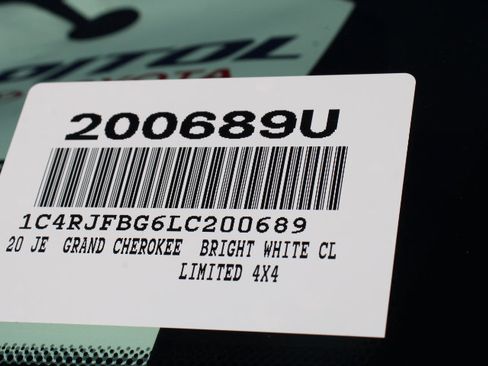 200689U
1C4RJFBG6LC200689
20 JE GRAND CHEROKEE BRIGHT WHITE CL
LIMITED 4X4